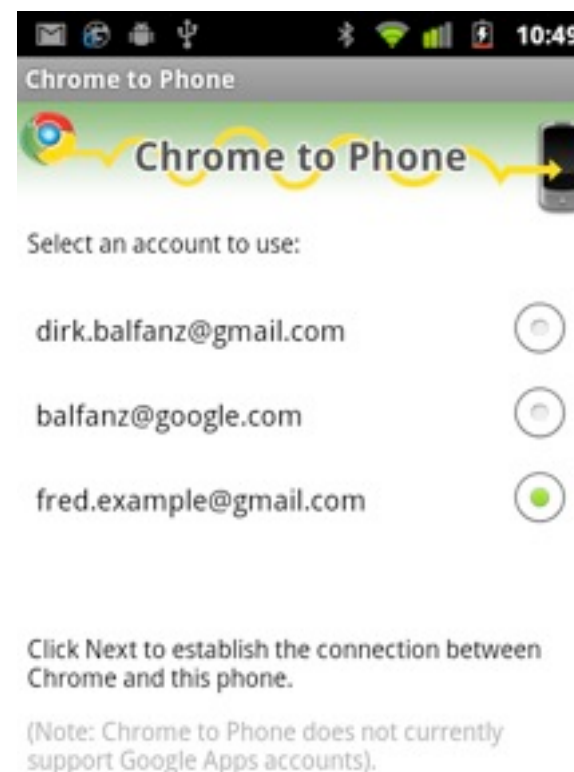 10:49
Chrome to Phone
Chrome to Phone
Select an account to use:
dirk.balfanz@gmail.com
balfanz@google.com
fred.example@gmail.com
Click Next to establish the connection between
Chrome and this phone.
(Note: Chrome to Phone does not currently
support Google Apps accounts).